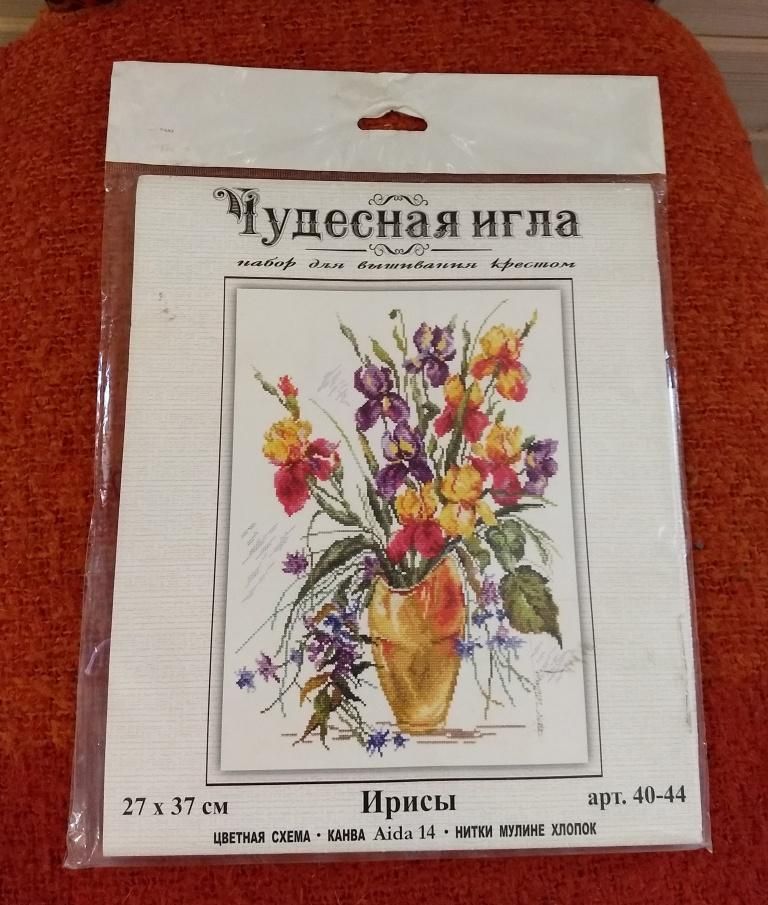 Чудесная игла
набор для вышивания крестом
27 x 37 см
Ирисы
арт. 40-44
ЦВЕТНАЯ СХЕМА · КАНВА Aida 14 · НИТКИ МУЛИНЕ ХЛОПОК